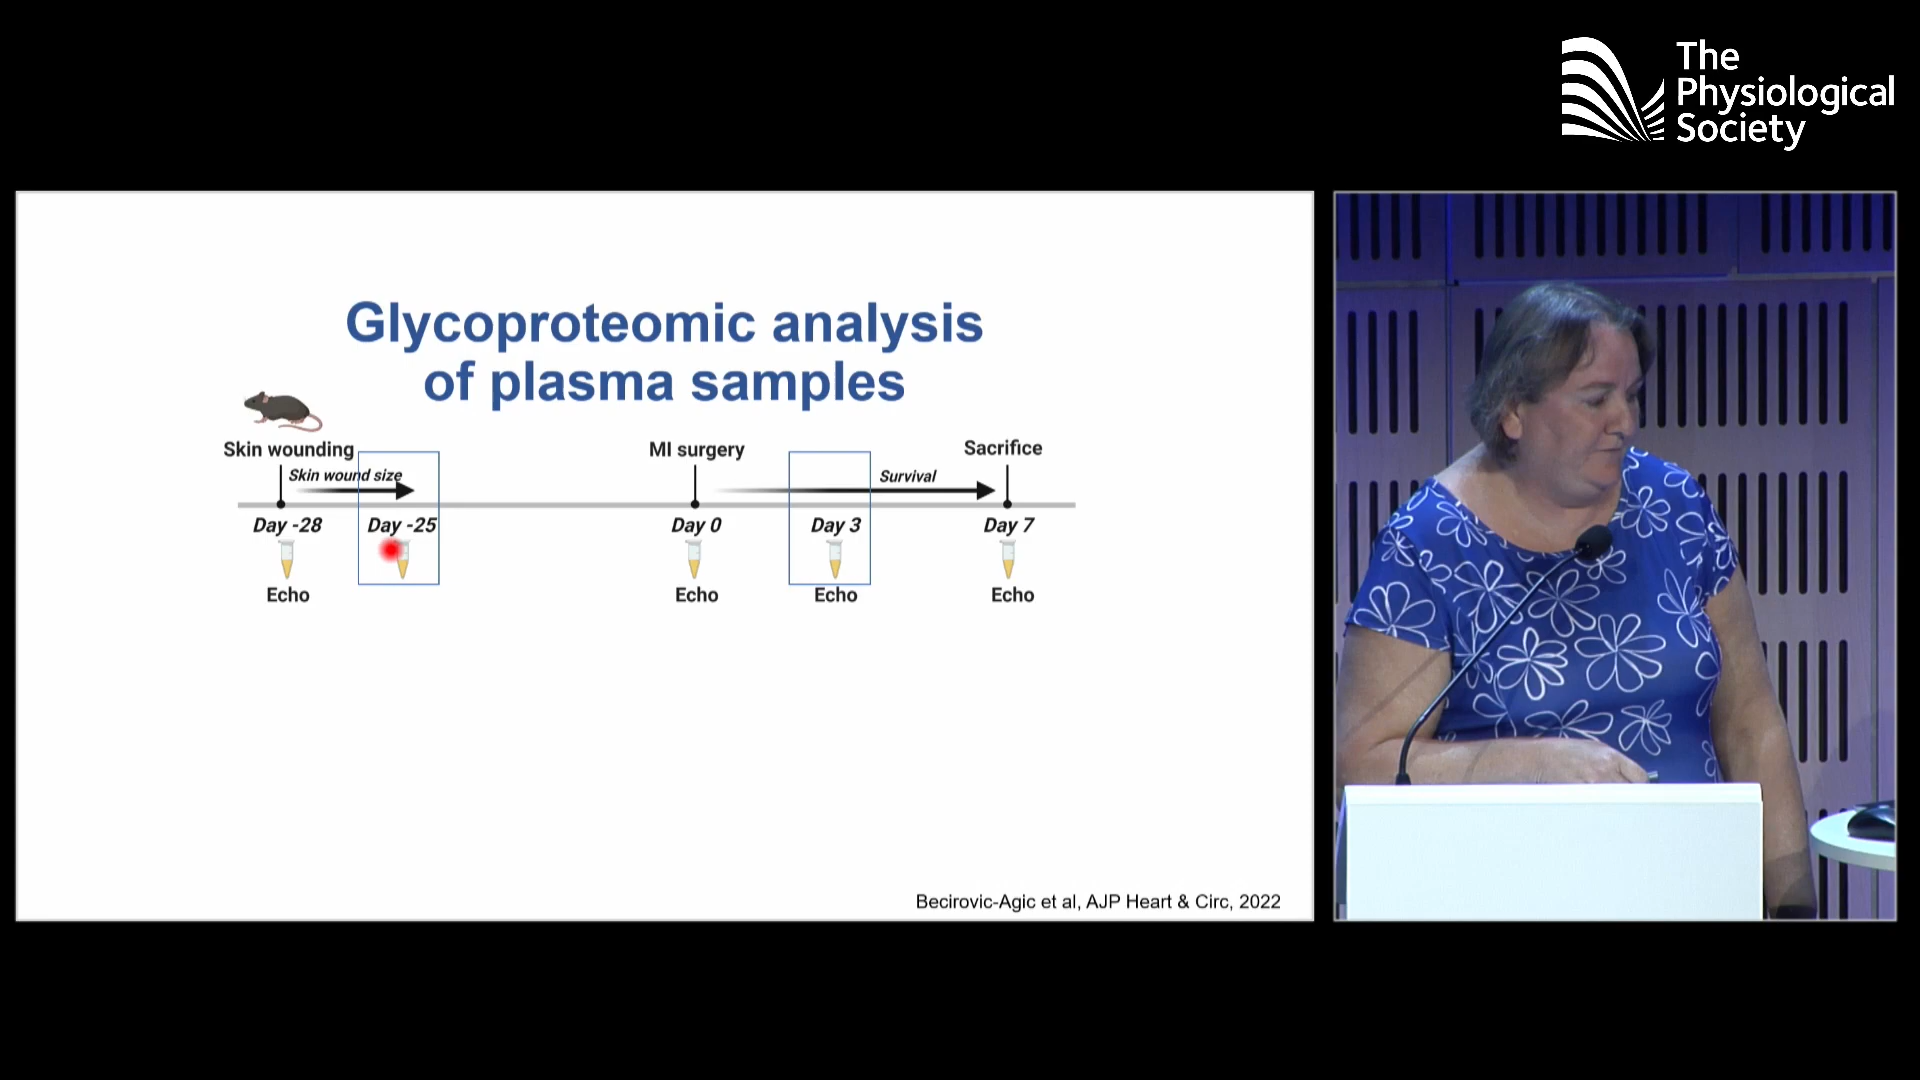 The
Physiological
Society
Glycoproteomic analysis
of plasma samples
Skin wounding
MI surgery
Sacrifice
Skin wound size
Survival
Day -28
Day -25
Day 0
Day 3
Day 7
Echo
Echo
Echo
Echo
Becirovic-Agic et al, AJP Heart & Circ, 2022